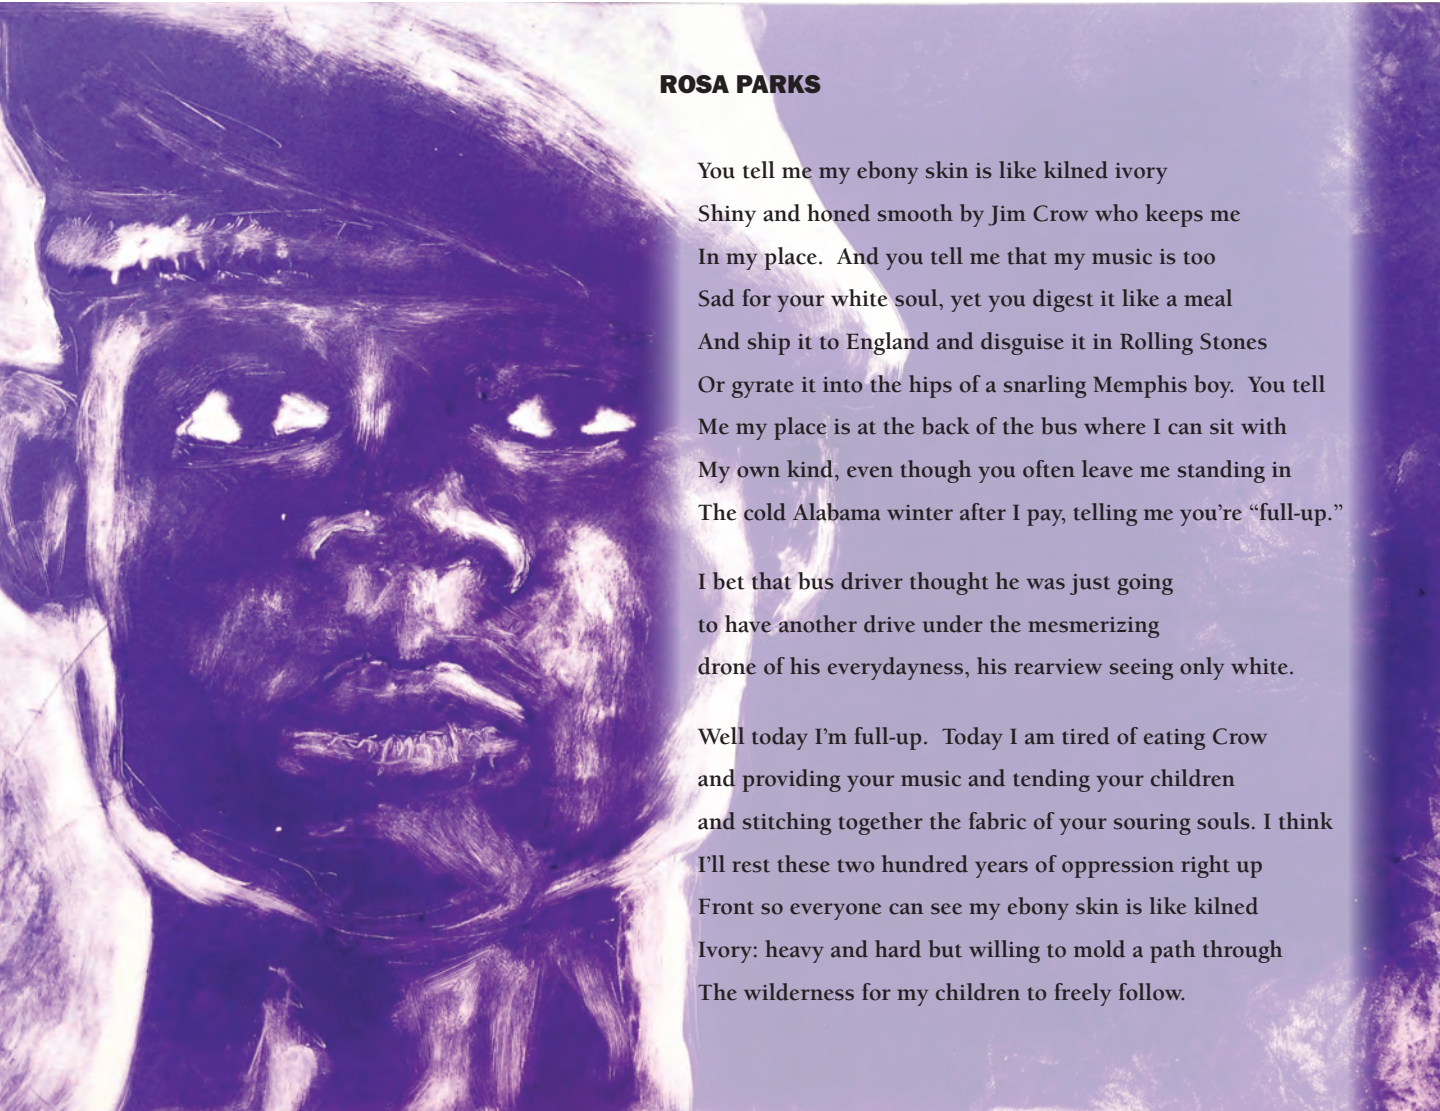 ROSA PARKS
You tell me my ebony skin is like kilned ivory
Shiny and honed smooth by Jim Crow who keeps me
In my place.  And you tell me that my music is too
Sad for your white soul, yet you digest it like a meal
And ship it to England and disguise it in Rolling Stones
Or gyrate it into the hips of a snarling Memphis boy.  You tell
Me my place is at the back of the bus where I can sit with
My own kind, even though you often leave me standing in
The cold Alabama winter after I pay, telling me you’re “full-up.”
I bet that bus driver thought he was just going
to have another drive under the mesmerizing
drone of his everydayness, his rearview seeing only white.
Well today I’m full-up.  Today I am tired of eating Crow
and providing your music and tending your children
and stitching together the fabric of your souring souls. I think
I’ll rest these two hundred years of oppression right up
Front so everyone can see my ebony skin is like kilned
Ivory: heavy and hard but willing to mold a path through
The wilderness for my children to freely follow.